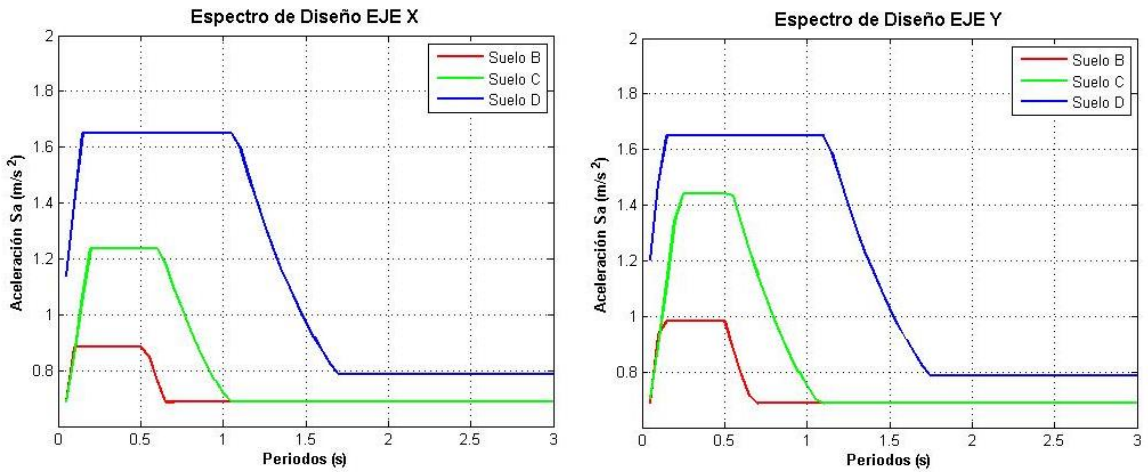 Espectro de Diseño EJE X
2
1.8
1.6
1.4
1.2
1
0.8
Aceleración Sa (m/s²)
Suelo B
Suelo C
Suelo D
0 0.5 1 1.5 2 2.5 3
Periodos (s)
Espectro de Diseño EJE Y
2
1.8
1.6
1.4
1.2
1
0.8
Aceleración Sa (m/s²)
Suelo B
Suelo C
Suelo D
0 0.5 1 1.5 2 2.5 3
Periodos (s)